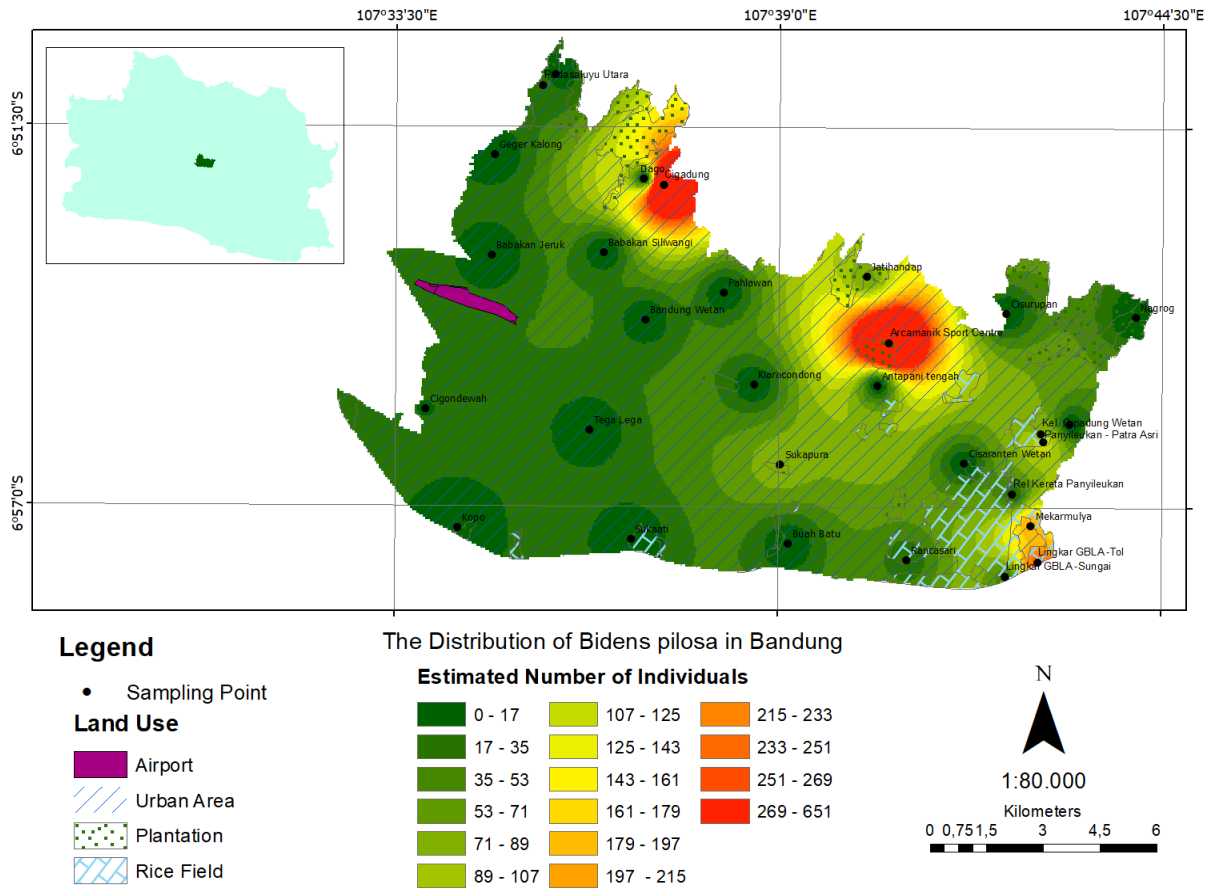 107°33'30"E
107°39'0"E
107°44'30"E
6°51'30"S
6°57'0"S
Padasaluyu Utara
Geger Kalong
Dago
Cigadung
Babakan Jeruk
Babakan Siliwangi
Jatihandap
Pahlawan
Cisurupan
Nagrog
Bandung Wetan
Arcamanik Sport Centre
Kiaracondong
Antapani tengah
Cigondewah
Tega Lega
Kel. Cipadung Wetan
Panyileukan - Patra Asri
Sukapura
Cisaranten Wetan
Rel Kereta Panyileukan
Kopo
Mekarmulya
Sukaati
Buah Batu
Rancasari
Lingkar GBLA-Tol
Lingkar GBLA-Sungai
The Distribution of Bidens pilosa in Bandung
Legend
Sampling Point
Land Use
Airport
Urban Area
Plantation
Rice Field
Estimated Number of Individuals
0 - 17
17 - 35
35 - 53
53 - 71
71 - 89
89 - 107
107 - 125
125 - 143
143 - 161
161 - 179
179 - 197
197 - 215
215 - 233
233 - 251
251 - 269
269 - 651
N
1:80.000
Kilometers
0 0,75 1,5 3 4,5 6